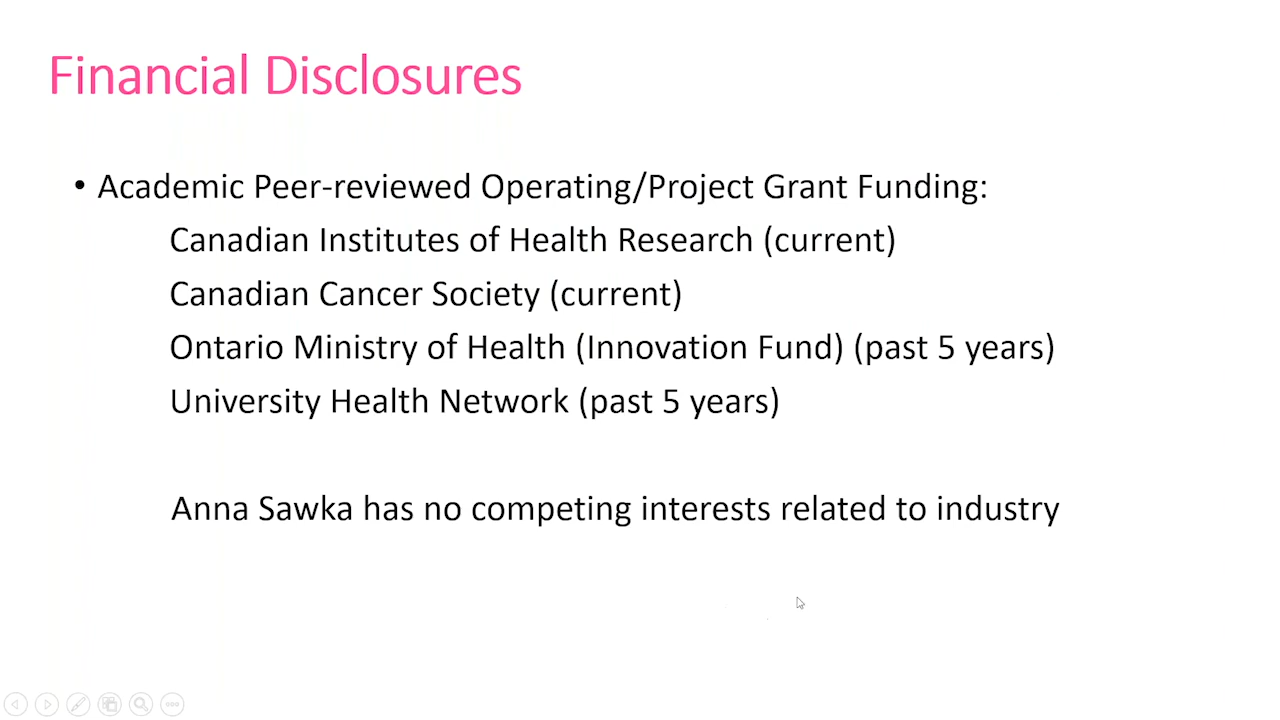 Financial Disclosures
• Academic Peer-reviewed Operating/Project Grant Funding:
Canadian Institutes of Health Research (current)
Canadian Cancer Society (current)
Ontario Ministry of Health (Innovation Fund) (past 5 years)
University Health Network (past 5 years)
Anna Sawka has no competing interests related to industry